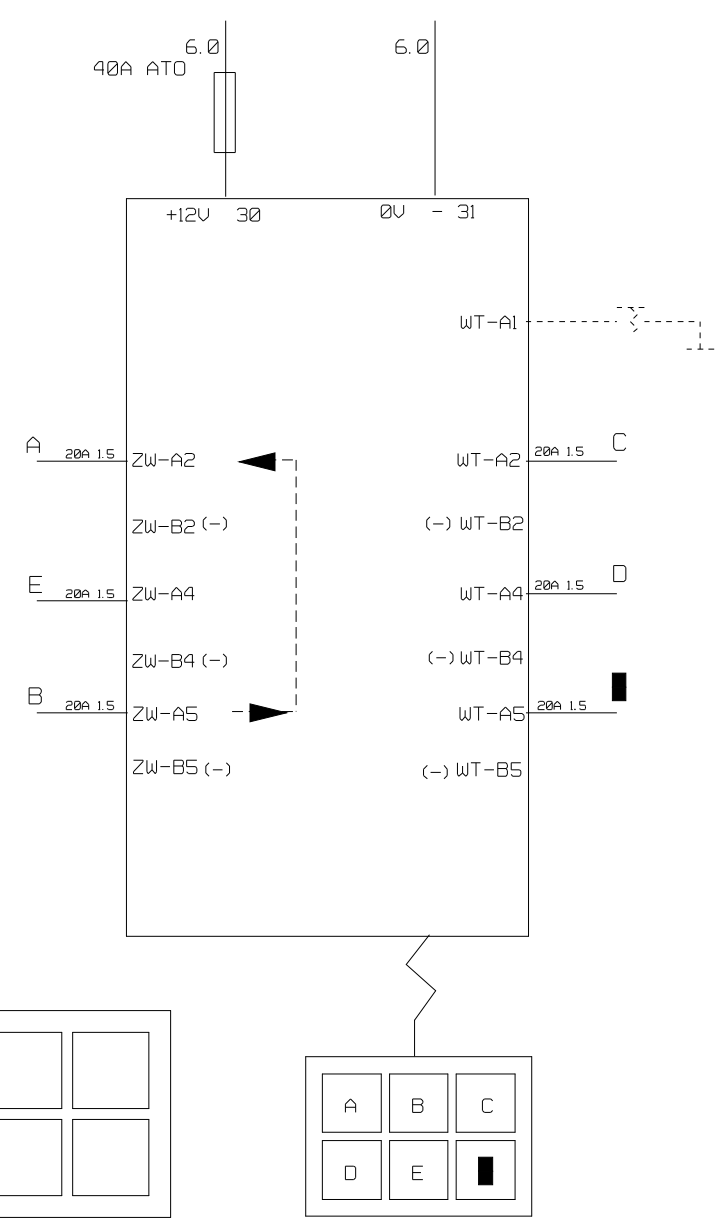 6.0 6.0
40A ATO
+12V 30 0V - 31
WT-A1
A 20A 1.5 ZW-A2 WT-A2 20A 1.5 C
ZW-B2 (-) (-) WT-B2
E 20A 1.5 ZW-A4 WT-A4 20A 1.5 D
ZW-B4 (-) (-) WT-B4
B 20A 1.5 ZW-A5 WT-A5 20A 1.5
ZW-B5 (-) (-) WT-B5
A B C
D E